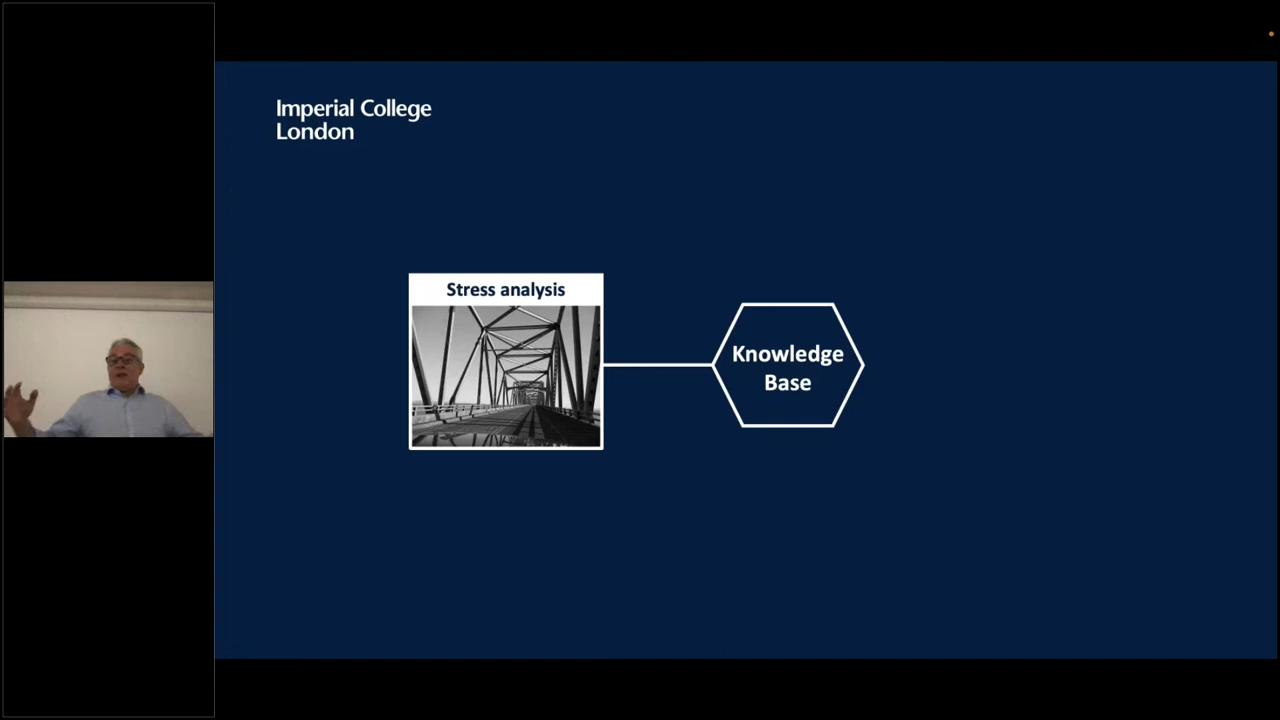 Imperial College
London
Stress analysis
Knowledge
Base